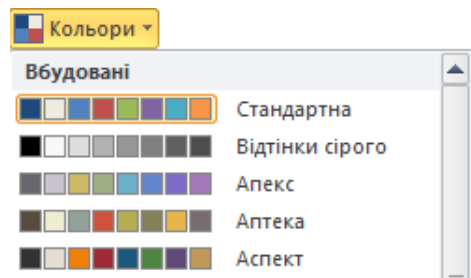 Кольори
Вбудовані
Стандартна
Відтінки сірого
Апекс
Аптека
Аспект